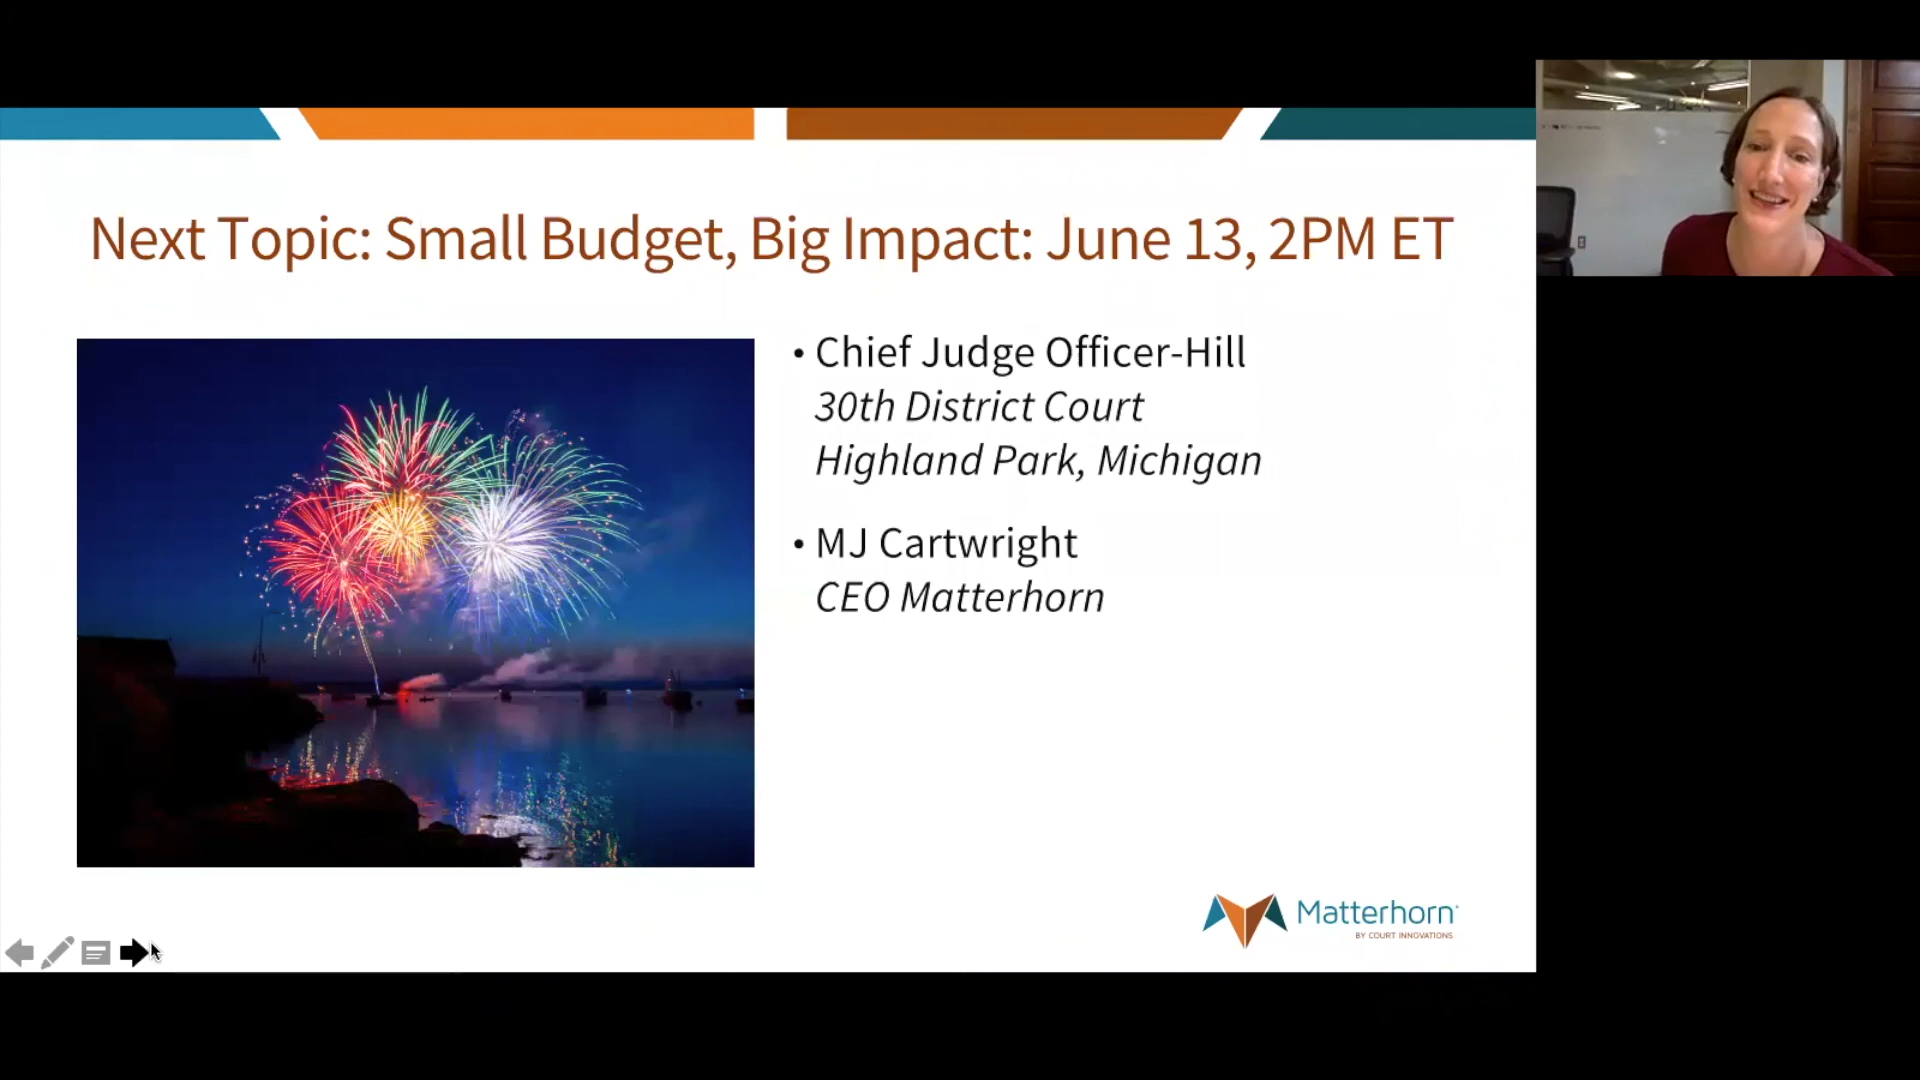 Next Topic: Small Budget, Big Impact: June 13, 2PM ET
• Chief Judge Officer-Hill
30th District Court
Highland Park, Michigan
• MJ Cartwright
CEO Matterhorn
Matterhorn
BY COURT INNOVATIONS